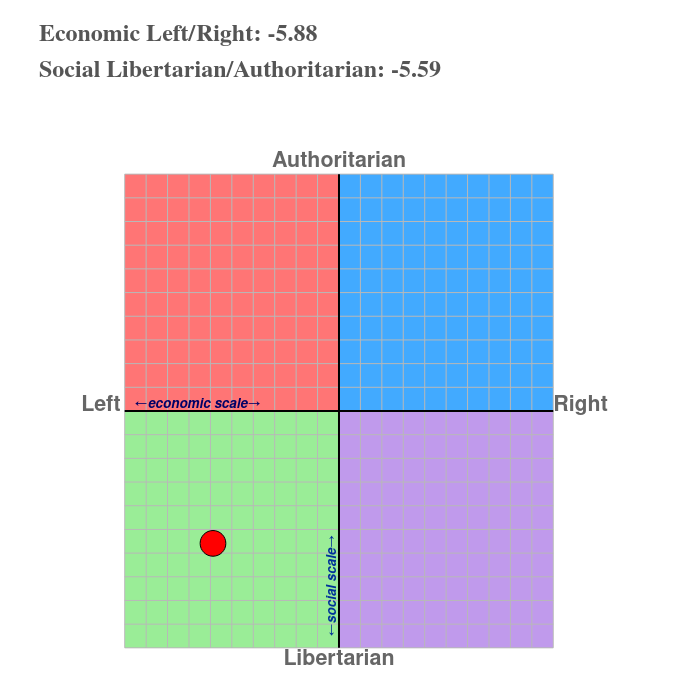 Economic Left/Right: -5.88
Social Libertarian/Authoritarian: -5.59
Authoritarian
Left
←economic scale→
Right
←social scale→
Libertarian